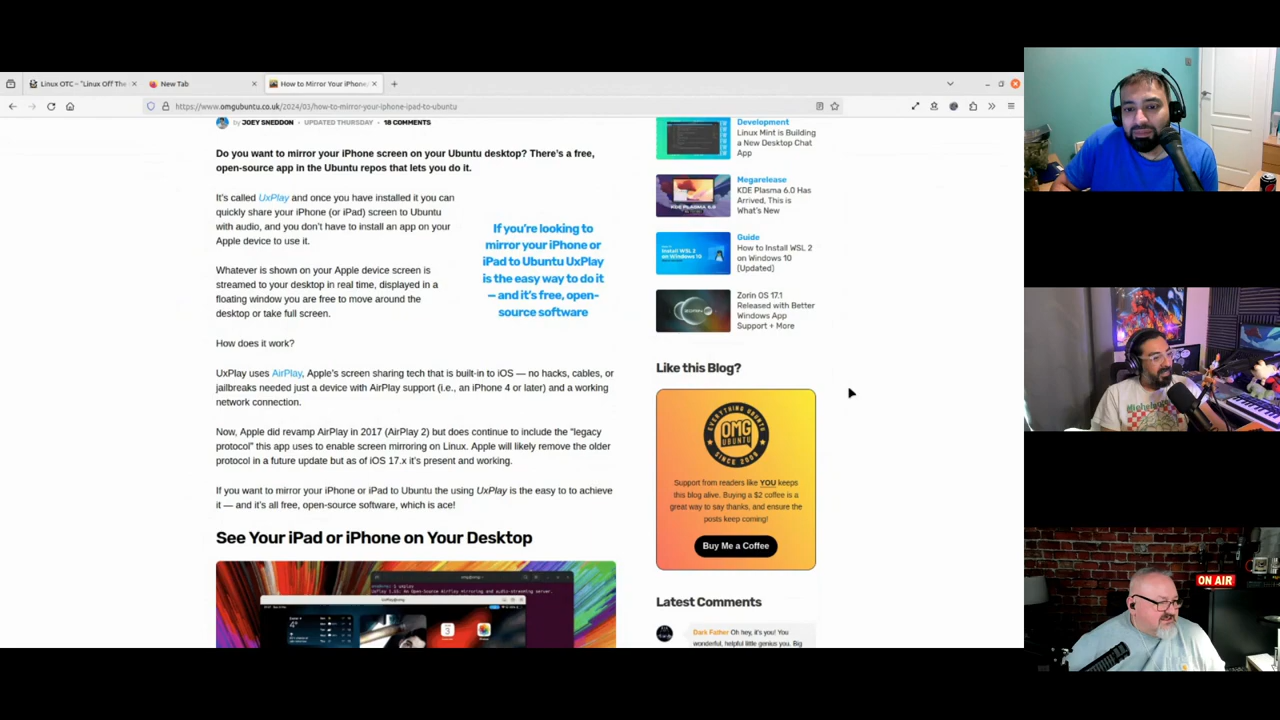 Linux OTC – "Linux Off The
New Tab
How to Mirror Your iPhone/
https://www.omgubuntu.co.uk/2024/03/how-to-mirror-your-iphone-ipad-to-ubuntu
by JOEY SNEDDON · UPDATED THURSDAY · 18 COMMENTS
Do you want to mirror your iPhone screen on your Ubuntu desktop? There's a free,
open-source app in the Ubuntu repos that lets you do it.
It's called UxPlay and once you have installed it you can
quickly share your iPhone (or iPad) screen to Ubuntu
with audio, and you don't have to install an app on your
Apple device to use it.
Whatever is shown on your Apple device screen is
streamed to your desktop in real time, displayed in a
floating window you are free to move around the
desktop or take full screen.
If you're looking to
mirror your iPhone or
iPad to Ubuntu UxPlay
is the easy way to do it
— and it's free, open-
source software
How does it work?
UxPlay uses AirPlay, Apple's screen sharing tech that is built-in to iOS — no hacks, cables, or
jailbreaks needed just a device with AirPlay support (i.e., an iPhone 4 or later) and a working
network connection.
Now, Apple did revamp AirPlay in 2017 (AirPlay 2) but does continue to include the "legacy
protocol" this app uses to enable screen mirroring on Linux. Apple will likely remove the older
protocol in a future update but as of iOS 17.x it's present and working.
If you want to mirror your iPhone or iPad to Ubuntu the using UxPlay is the easy to to achieve
it — and it's all free, open-source software, which is ace!
See Your iPad or iPhone on Your Desktop
Development
Linux Mint is Building
a New Desktop Chat
App
Megarelease
KDE Plasma 6.0 Has
Arrived, This is
What's New
Guide
How to Install WSL 2
on Windows 10
(Updated)
Zorin OS 17.1
Released with Better
Windows App
Support + More
Like this Blog?
EVERYTHING UBUNTU
OMG
UBUNTU
SINCE 2009
Support from readers like YOU keeps
this blog alive. Buying a $2 coffee is a
great way to say thanks, and ensure the
posts keep coming!
Buy Me a Coffee
Latest Comments
Dark Father Oh hey, it's you! You
wonderful, helpful little genius you. Big
ON AIR